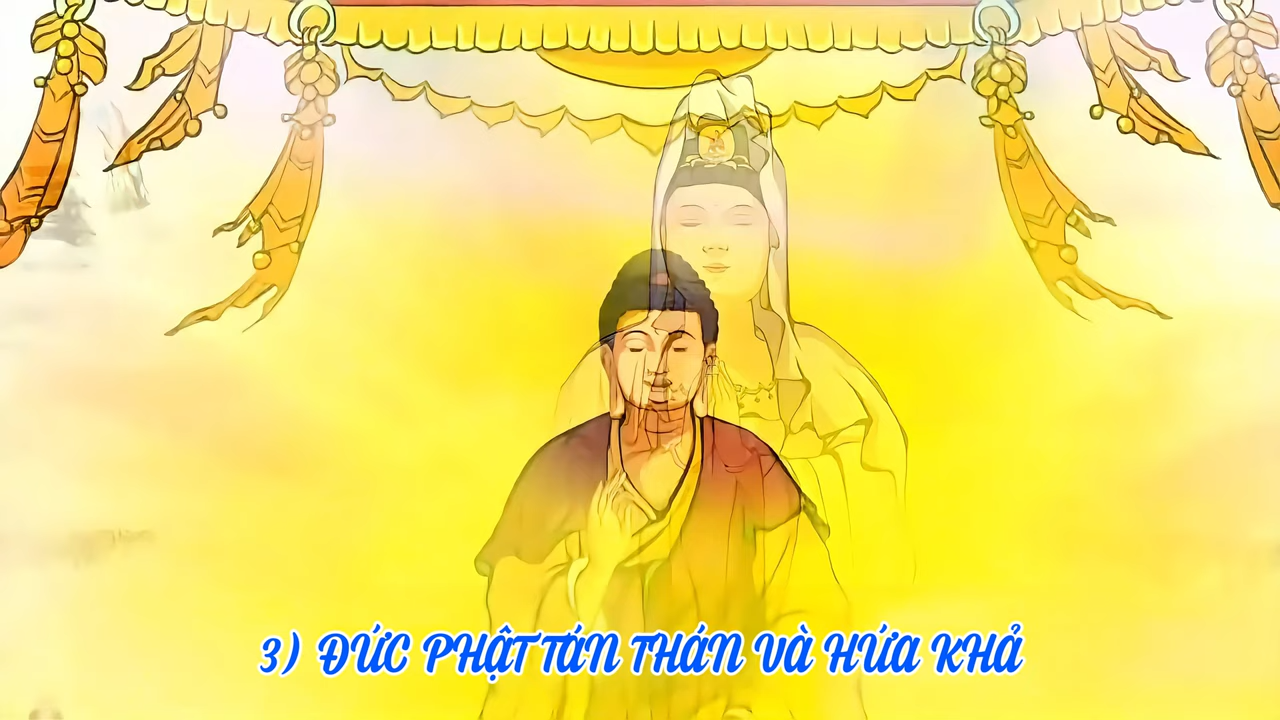 3) ĐỨC PHẬT TÁN THÁN VÀ HỨA KHẢ